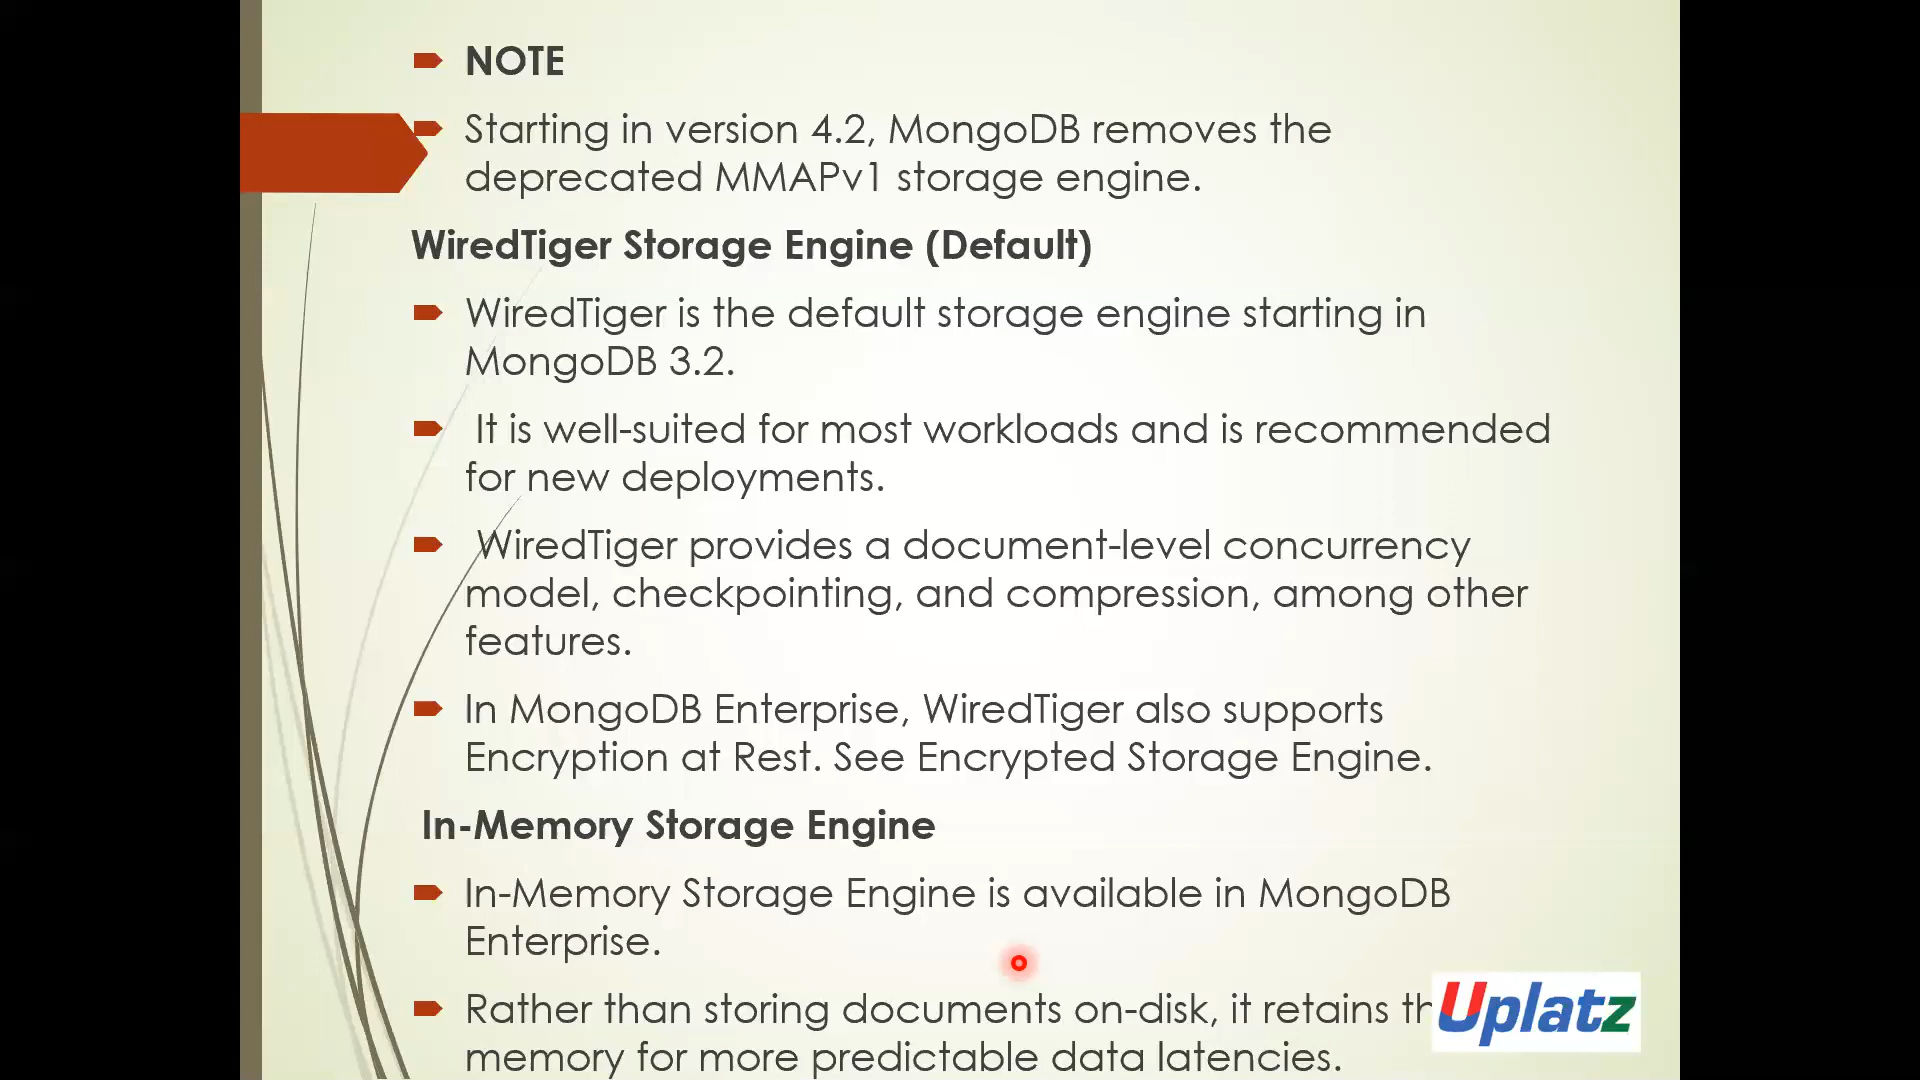 NOTE
Starting in version 4.2, MongoDB removes the
deprecated MMAPv1 storage engine.
WiredTiger Storage Engine (Default)
WiredTiger is the default storage engine starting in
MongoDB 3.2.
It is well-suited for most workloads and is recommended
for new deployments.
WiredTiger provides a document-level concurrency
model, checkpointing, and compression, among other
features.
In MongoDB Enterprise, WiredTiger also supports
Encryption at Rest. See Encrypted Storage Engine.
In-Memory Storage Engine
In-Memory Storage Engine is available in MongoDB
Enterprise.
Rather than storing documents on-disk, it retains
memory for more predictable data latencies.
Uplatz